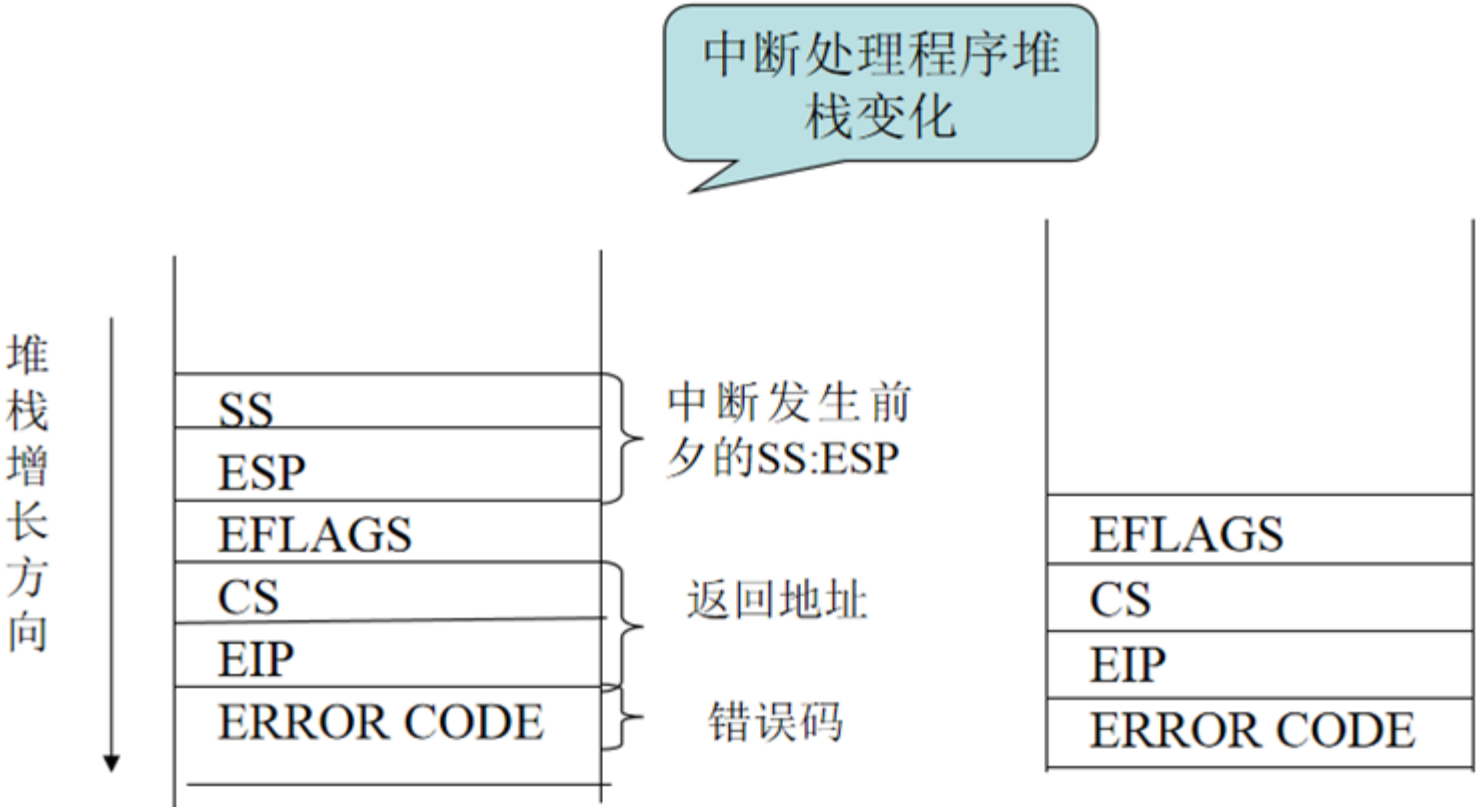 中断处理程序堆
栈变化
堆栈增长方向
SS
ESP
EFLAGS
CS
EIP
ERROR CODE
中断发生前
夕的SS:ESP
返回地址
错误码
EFLAGS
CS
EIP
ERROR CODE